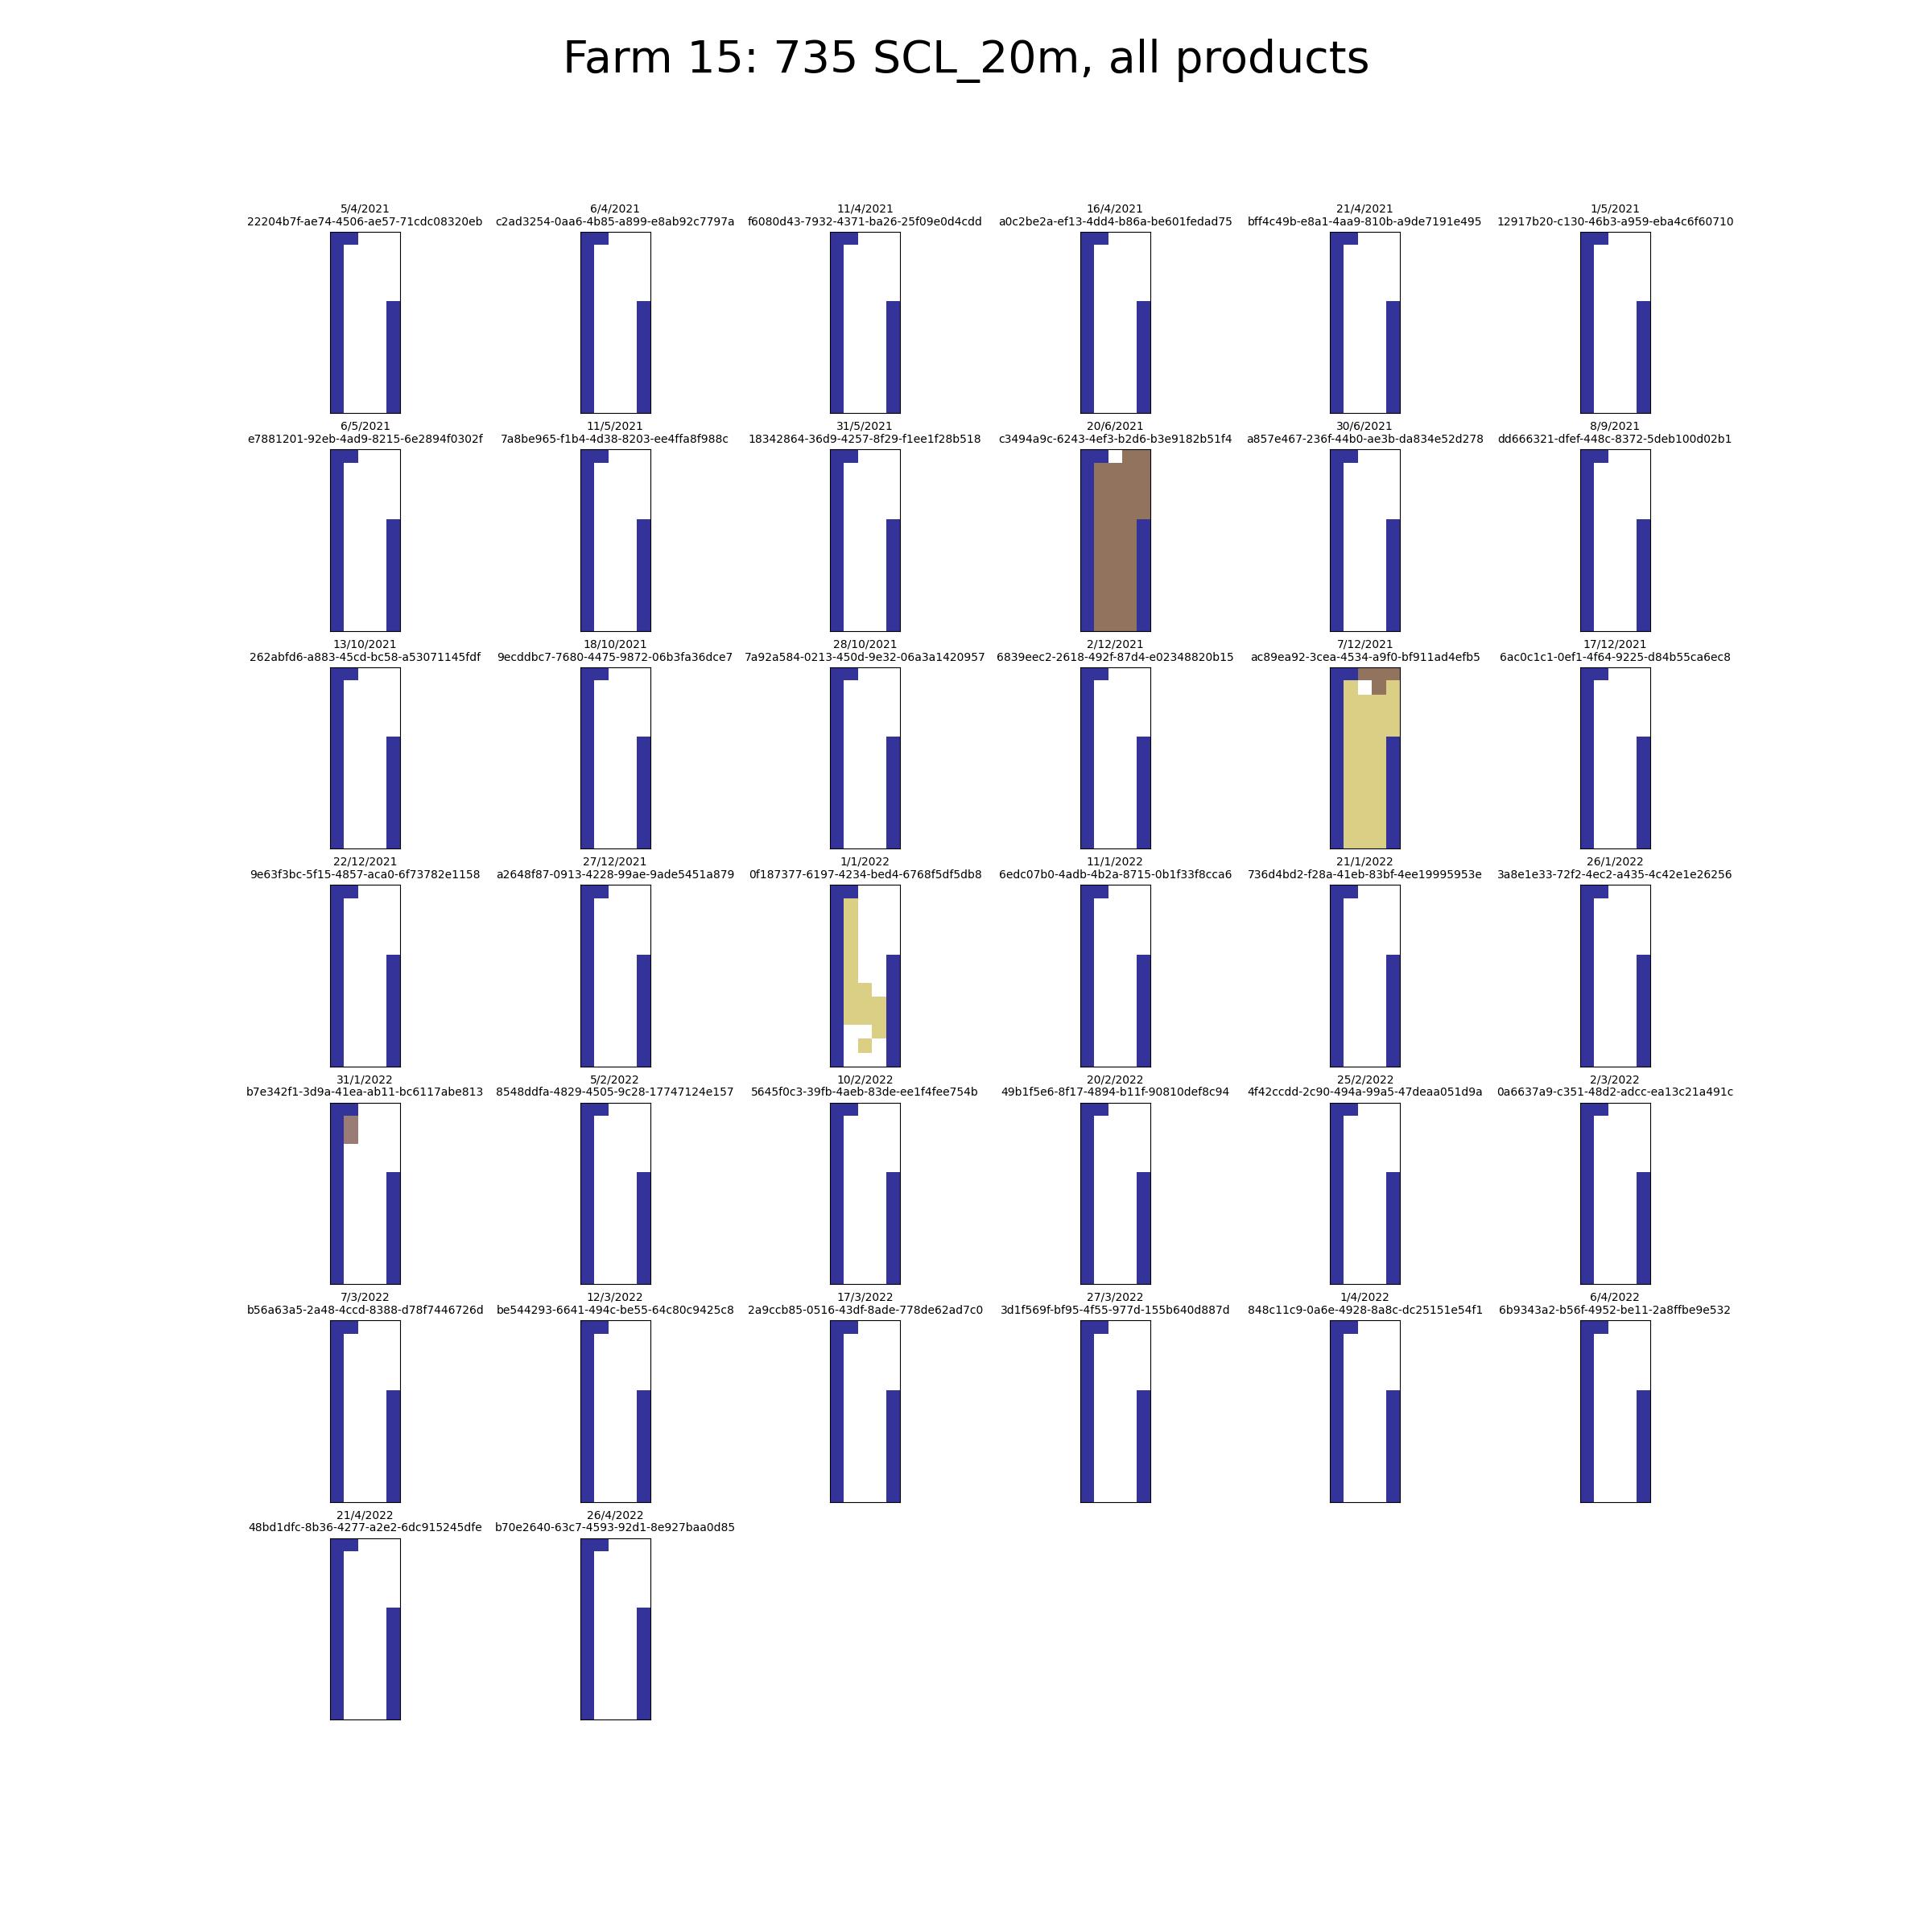 Farm 15: 735 SCL_20m, all products
5/4/2021
22204b7f-ae74-4506-ae57-71cdc08320eb
6/4/2021
c2ad3254-0aa6-4b85-a899-e8ab92c7797a
11/4/2021
f6080d43-7932-4371-ba26-25f09e0d4cdd
16/4/2021
a0c2be2a-ef13-4dd4-b86a-be601fedad75
21/4/2021
bff4c49b-e8a1-4aa9-810b-a9de7191e495
1/5/2021
12917b20-c130-46b3-a959-eba4c6f60710
6/5/2021
e7881201-92eb-4ad9-8215-6e2894f0302f
11/5/2021
7a8be965-f1b4-4d38-8203-ee4ffa8f988c
31/5/2021
18342864-36d9-4257-8f29-f1ee1f28b518
20/6/2021
c3494a9c-6243-4ef3-b2d6-b3e9182b51f4
30/6/2021
a857e467-236f-44b0-ae3b-da834e52d278
8/9/2021
dd666321-dfef-448c-8372-5deb100d02b1
13/10/2021
262abfd6-a883-45cd-bc58-a53071145fdf
18/10/2021
9ecddbc7-7680-4475-9872-06b3fa36dce7
28/10/2021
7a92a584-0213-450d-9e32-06a3a1420957
2/12/2021
6839eec2-2618-492f-87d4-e02348820b15
7/12/2021
ac89ea92-3cea-4534-a9f0-bf911ad4efb5
17/12/2021
6ac0c1c1-0ef1-4f64-9225-d84b55ca6ec8
22/12/2021
9e63f3bc-5f15-4857-aca0-6f73782e1158
27/12/2021
a2648f87-0913-4228-99ae-9ade5451a879
1/1/2022
0f187377-6197-4234-bed4-6768f5df5db8
11/1/2022
6edc07b0-4adb-4b2a-8715-0b1f33f8cca6
21/1/2022
736d4bd2-f28a-41eb-83bf-4ee19995953e
26/1/2022
3a8e1e33-72f2-4ec2-a435-4c42e1e26256
31/1/2022
b7e342f1-3d9a-41ea-ab11-bc6117abe813
5/2/2022
8548ddfa-4829-4505-9c28-17747124e157
10/2/2022
5645f0c3-39fb-4aeb-83de-ee1f4fee754b
20/2/2022
49b1f5e6-8f17-4894-b11f-90810def8c94
25/2/2022
4f42ccdd-2c90-494a-99a5-47deaa051d9a
2/3/2022
0a6637a9-c351-48d2-adcc-ea13c21a491c
7/3/2022
b56a63a5-2a48-4ccd-8388-d78f7446726d
12/3/2022
be544293-6641-494c-be55-64c80c9425c8
17/3/2022
2a9ccb85-0516-43df-8ade-778de62ad7c0
27/3/2022
3d1f569f-bf95-4f55-977d-155b640d887d
1/4/2022
848c11c9-0a6e-4928-8a8c-dc25151e54f1
6/4/2022
6b9343a2-b56f-4952-be11-2a8ffbe9e532
21/4/2022
48bd1dfc-8b36-4277-a2e2-6dc915245dfe
26/4/2022
b70e2640-63c7-4593-92d1-8e927baa0d85